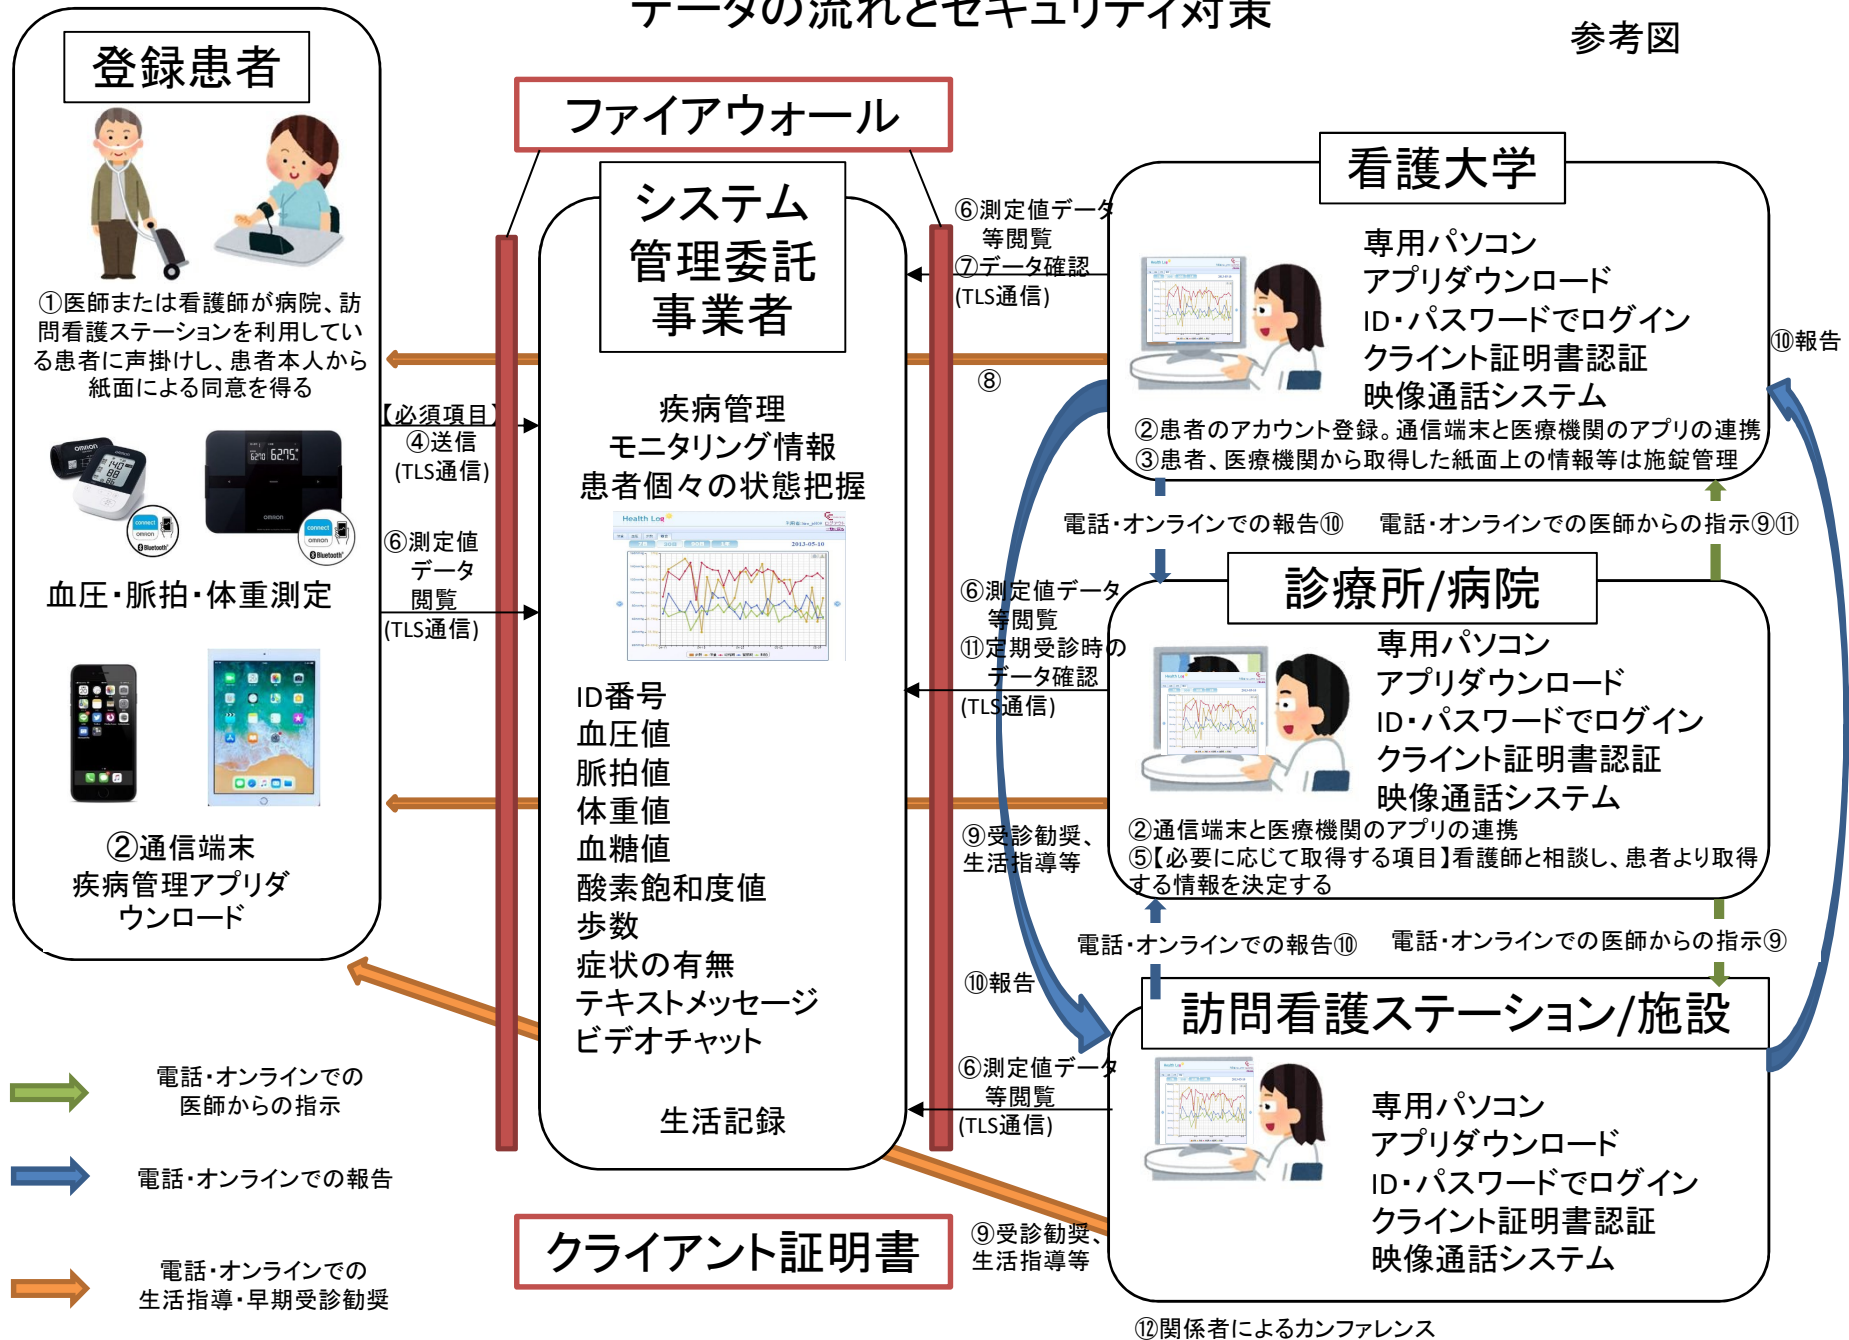 データの流れとセキュリティ対策
参考図
登録患者
①医師または看護師が病院、訪
問看護ステーションを利用してい
る患者に声掛けし、患者本人から
紙面による同意を得る
血圧・脈拍・体重測定
②通信端末
疾病管理アプリダ
ウンロード
【必須項目】
④送信
(TLS通信)
⑥測定値
データ
閲覧
(TLS通信)
ファイアウォール
システム
管理委託
事業者
疾病管理
モニタリング情報
患者個々の状態把握
Health Log
2013-05-10
ID番号
血圧値
脈拍値
体重値
血糖値
酸素飽和度値
歩数
症状の有無
テキストメッセージ
ビデオチャット
生活記録
クライアント証明書
⑥測定値データ
等閲覧
⑦データ確認
(TLS通信)
⑧
⑥測定値データ
等閲覧
⑪定期受診時の
データ確認
(TLS通信)
⑨受診勧奨、
生活指導等
⑩報告
⑥測定値データ
等閲覧
(TLS通信)
⑨受診勧奨、
生活指導等
看護大学
専用パソコン
アプリダウンロード
ID・パスワードでログイン
クライント証明書認証
映像通話システム
②患者のアカウント登録。通信端末と医療機関のアプリの連携
③患者、医療機関から取得した紙面上の情報等は施錠管理
⑩報告
電話・オンラインでの報告⑩
電話・オンラインでの医師からの指示⑨⑪
診療所/病院
専用パソコン
アプリダウンロード
ID・パスワードでログイン
クライント証明書認証
映像通話システム
②通信端末と医療機関のアプリの連携
⑤【必要に応じて取得する項目】看護師と相談し、患者より取得
する情報を決定する
電話・オンラインでの報告⑩
電話・オンラインでの医師からの指示⑨
訪問看護ステーション/施設
専用パソコン
アプリダウンロード
ID・パスワードでログイン
クライント証明書認証
映像通話システム
⑫関係者によるカンファレンス
電話・オンラインでの
医師からの指示
電話・オンラインでの報告
電話・オンラインでの
生活指導・早期受診勧奨
omron
connect
omron
Bluetooth
connect
omron
Bluetooth